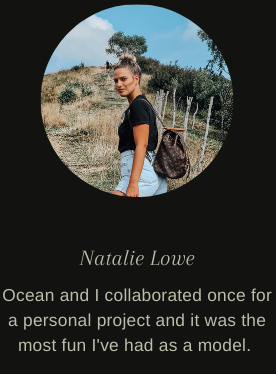 Natalie Lowe
Ocean and I collaborated once for
a personal project and it was the
most fun I've had as a model.